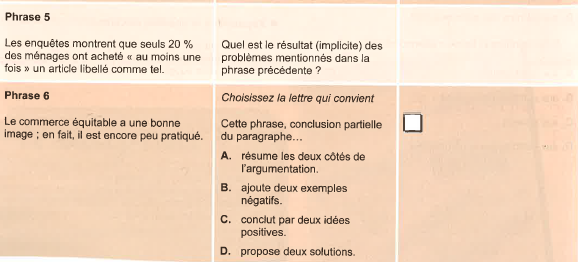 Phrase 5
Les enquêtes montrent que seuls 20 %
des ménages ont acheté « au moins une
fois » un article libellé comme tel.
Quel est le résultat (implicite) des
problèmes mentionnés dans la
phrase précédente ?
Phrase 6
Le commerce équitable a une bonne
image ; en fait, il est encore peu pratiqué.
Choisissez la lettre qui convient
Cette phrase, conclusion partielle
du paragraphe...
A. résume les deux côtés de
l'argumentation.
B. ajoute deux exemples
négatifs.
C. conclut par deux idées
positives.
D. propose deux solutions.